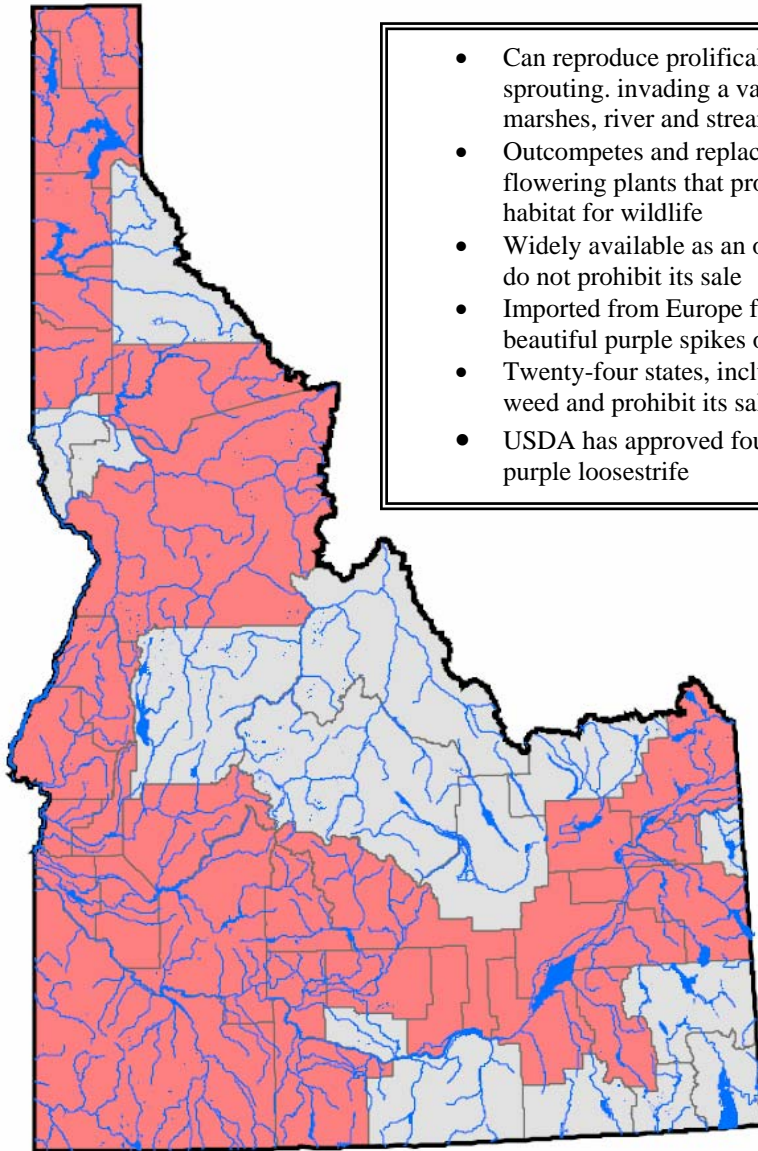 • Can reproduce prolifical
sprouting. invading a va
marshes, river and strea
• Outcompetes and replac
flowering plants that pro
habitat for wildlife
• Widely available as an o
do not prohibit its sale
• Imported from Europe f
beautiful purple spikes o
• Twenty-four states, inclu
weed and prohibit its sal
• USDA has approved fou
purple loosestrife